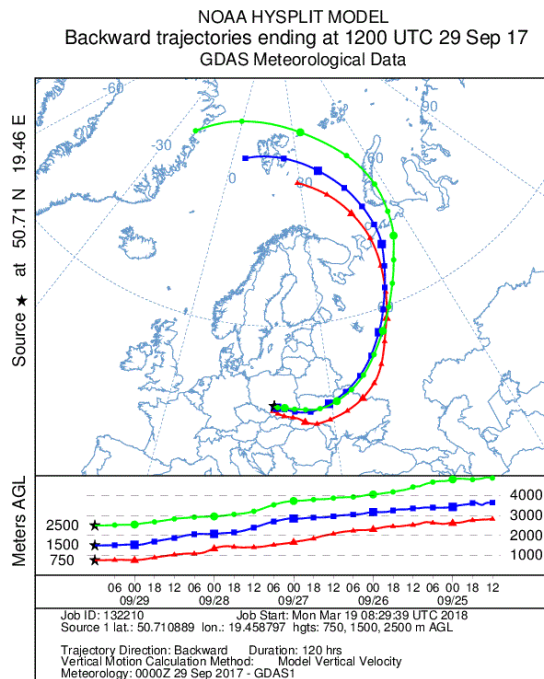 NOAA HYSPLIT MODEL
Backward trajectories ending at 1200 UTC 29 Sep 17
GDAS Meteorological Data
Source ★ at 50.71 N 19.46 E
-60
-30
0
30
60
90
Meters AGL
2500
1500
750
4000
3000
2000
1000
06 00 18 12 06 00 18 12 06 00 18 12 06 00 18 12 06 00 18 12
09/29 09/28 09/27 09/26 09/25
Job ID: 132210 Job Start: Mon Mar 19 08:29:39 UTC 2018
Source 1 lat.: 50.710889 lon.: 19.458797 hgts: 750, 1500, 2500 m AGL
Trajectory Direction: Backward Duration: 120 hrs
Vertical Motion Calculation Method: Model Vertical Velocity
Meteorology: 0000Z 29 Sep 2017 - GDAS1